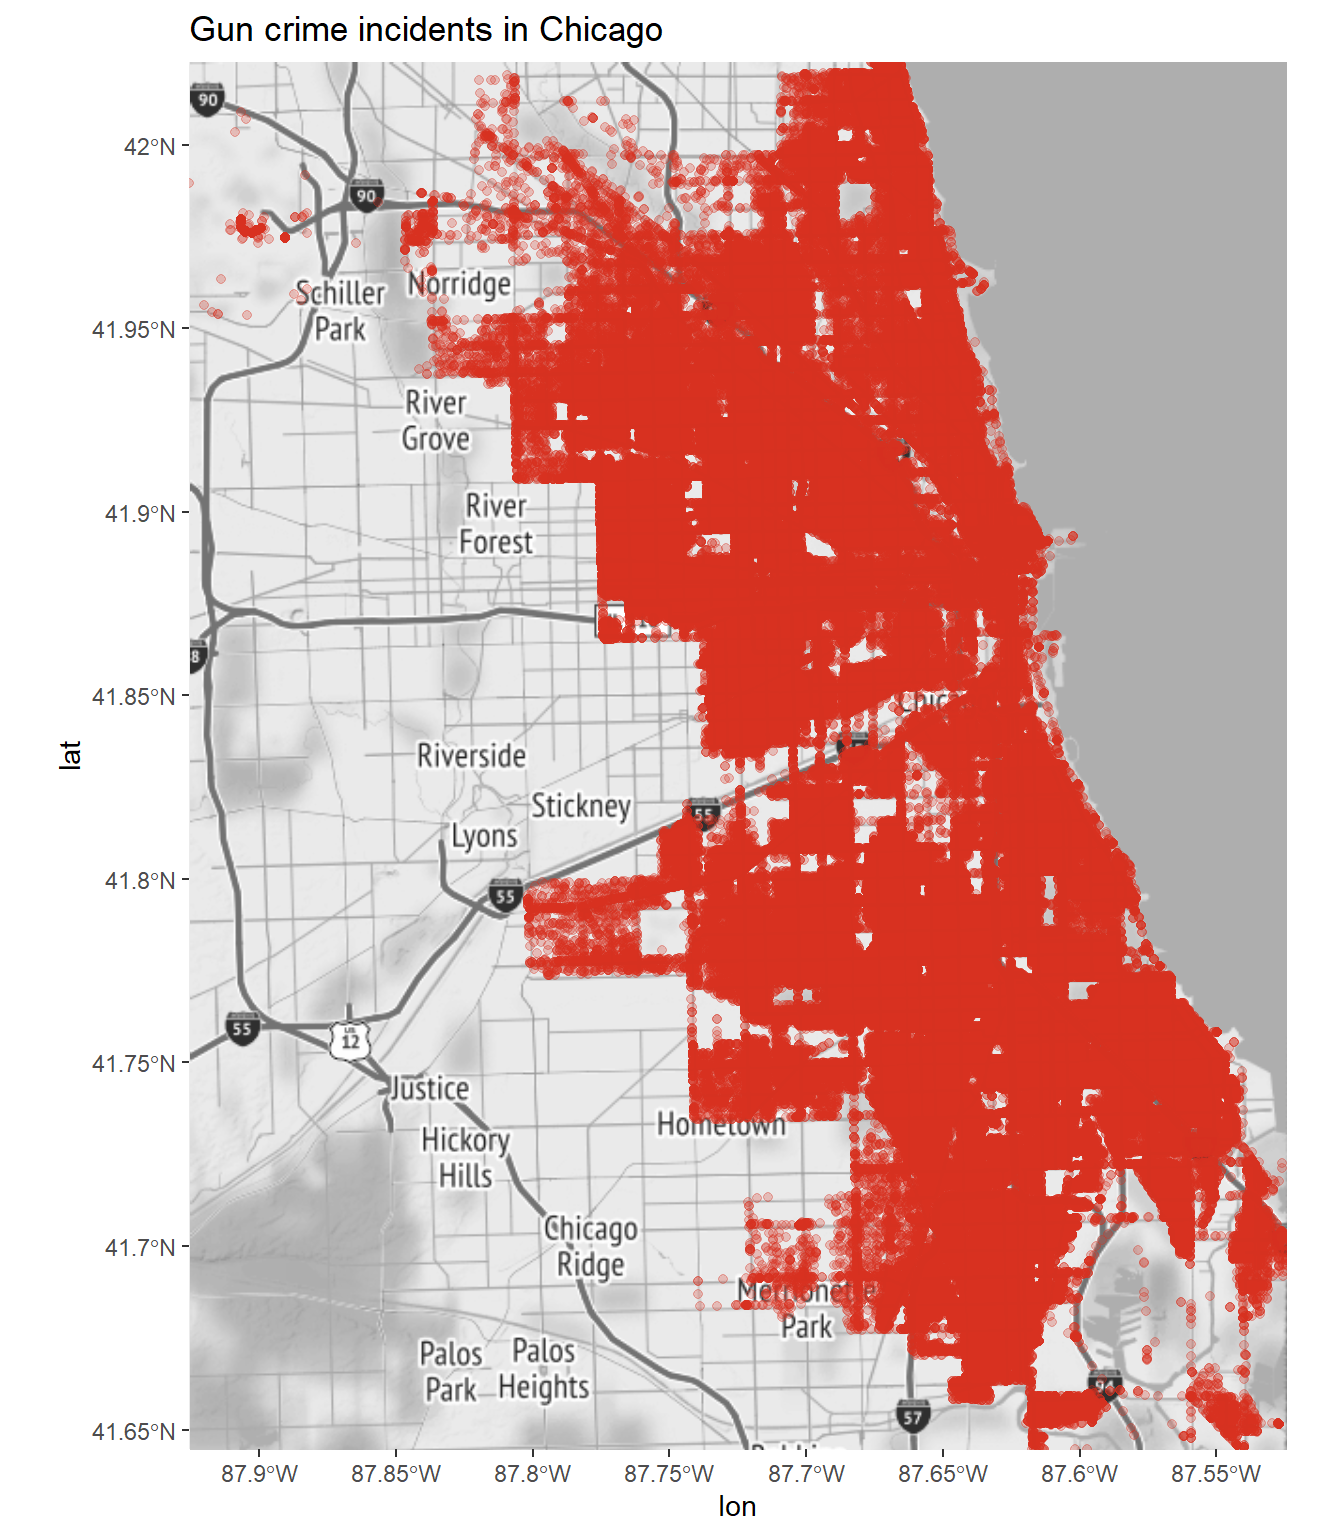 Gun crime incidents in Chicago
90
42°N
90
Norridge
Schiller
Park
41.95°N
River
Grove
41.9°N
River
Forest
8
41.85°N
Riverside
Stickney
55
Lyons
41.8°N
55
55
US
12
41.75°N
Justice
Hometown
Hickory
Hills
Chicago
Ridge
41.7°N
Park
Palos
Park
Palos
Heights
94
57
41.65°N
87.9°W
87.85°W
87.8°W
87.75°W
87.7°W
87.65°W
87.6°W
87.55°W
lon
lat